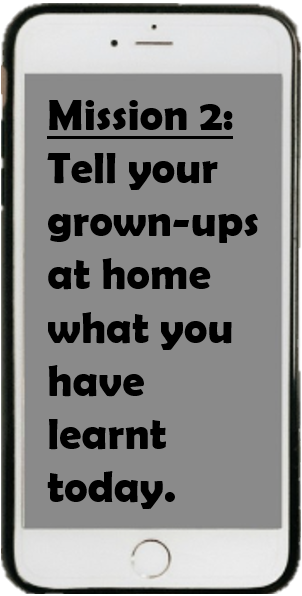 Mission 2:
Tell your
grown-ups
at home
what you
have
learnt
today.